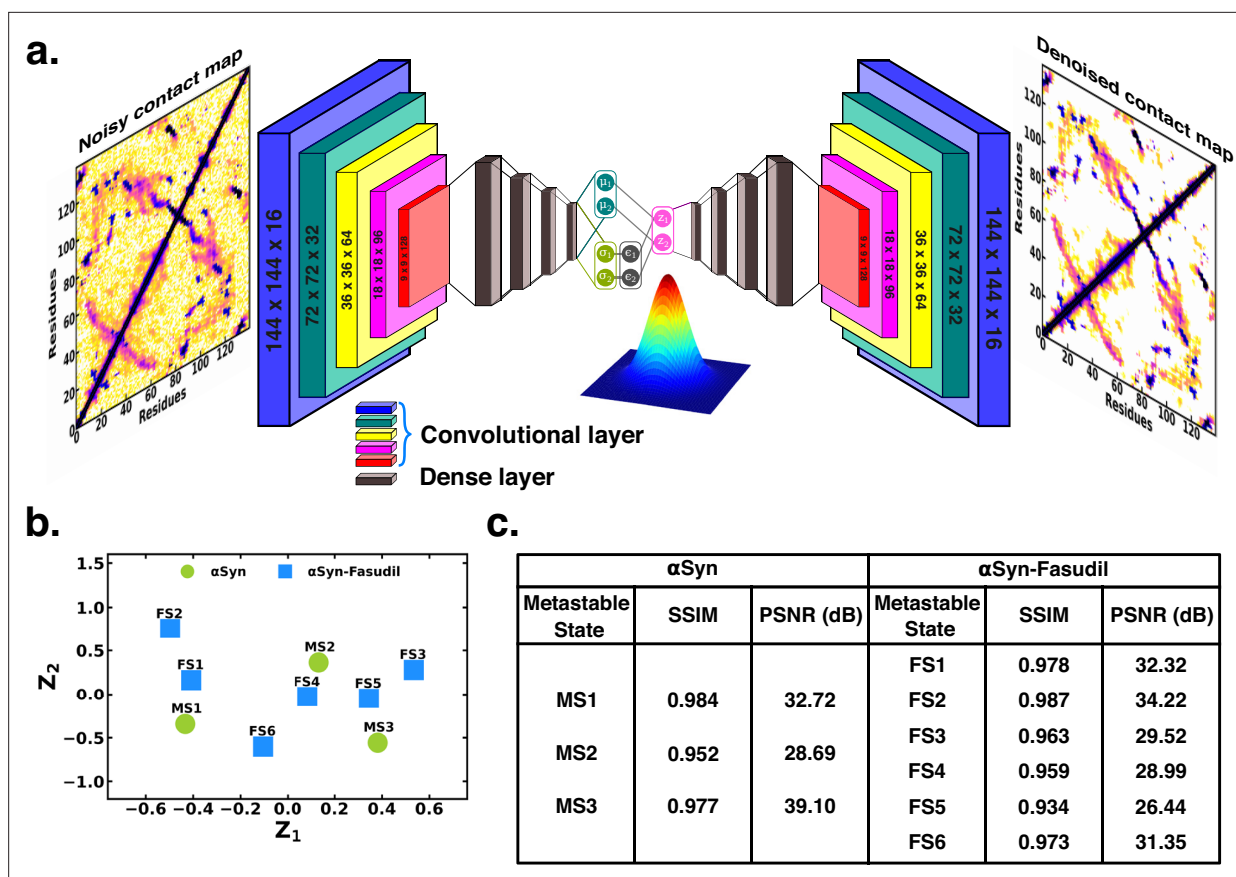 a.
Noisy contact map
Residues
120
100
80
60
40
20
0
0 20 40 60 80 100 120
Residues
144 x 144 x 16
72 x 72 x 32
36 x 36 x 64
18 x 18 x 96
9 x 9 x 128
μ₁
μ₂
σ₁
σ₂
ϵ₁
ϵ₂
z₁
z₂
9 x 9 x 128
18 x 18 x 96
36 x 36 x 64
72 x 72 x 32
144 x 144 x 16
Denoised contact map
Residues
120
100
80
60
40
20
0
0 20 40 60 80 100 120
Residues
Convolutional layer
Dense layer
b.
αSyn αSyn-Fasudil
Z₂
1.5
1.0
0.5
0.0
−0.5
−1.0
FS2
FS1
MS1
FS6
MS2
FS4
FS5
FS3
MS3
−0.6 −0.4 −0.2 0.0 0.2 0.4 0.6
Z₁
c.
αSyn αSyn-Fasudil
Metastable State SSIM PSNR (dB) Metastable State SSIM PSNR (dB)
FS1 0.978 32.32
MS1 0.984 32.72 FS2 0.987 34.22
FS3 0.963 29.52
MS2 0.952 28.69
FS4 0.959 28.99
MS3 0.977 39.10 FS5 0.934 26.44
FS6 0.973 31.35